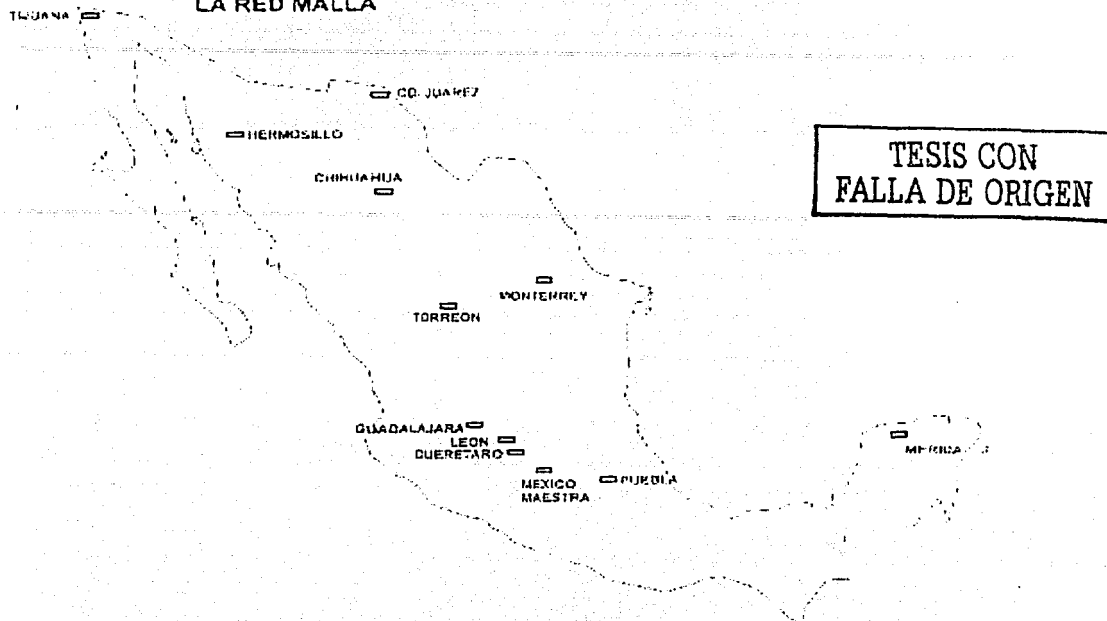 LA RED MALLA
TIJUANA
CD. JUAREZ
HERMOSILLO
CHIHUAHUA
TESIS CON
FALLA DE ORIGEN
MONTERREY
TORREON
GUADALAJARA
LEON
QUERETARO
MEXICO
MAESTRA
PUEBLA
MERIDA